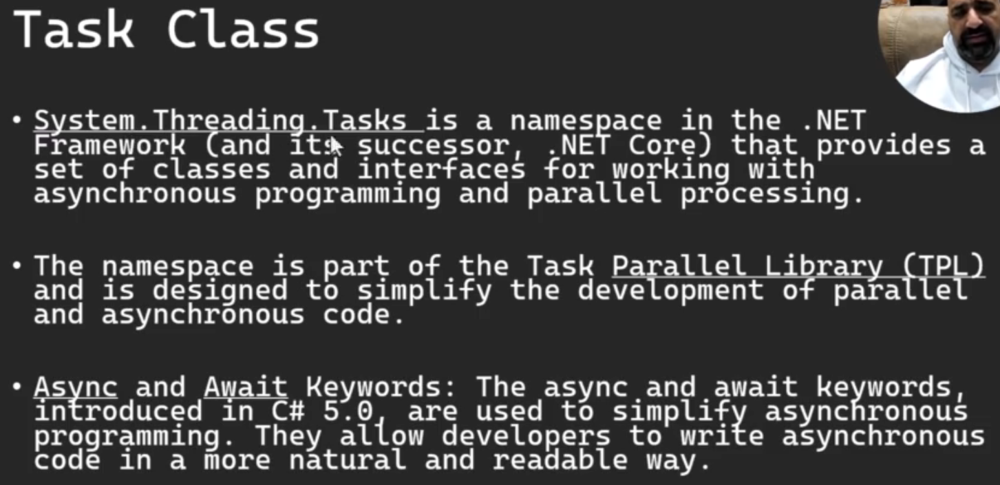 Task Class
• System.Threading.Tasks is a namespace in the .NET
Framework (and its successor, .NET Core) that provides a
set of classes and interfaces for working with
asynchronous programming and parallel processing.
• The namespace is part of the Task Parallel Library (TPL)
and is designed to simplify the development of parallel
and asynchronous code.
• Async and Await Keywords: The async and await keywords,
introduced in C# 5.0, are used to simplify asynchronous
programming. They allow developers to write asynchronous
code in a more natural and readable way.